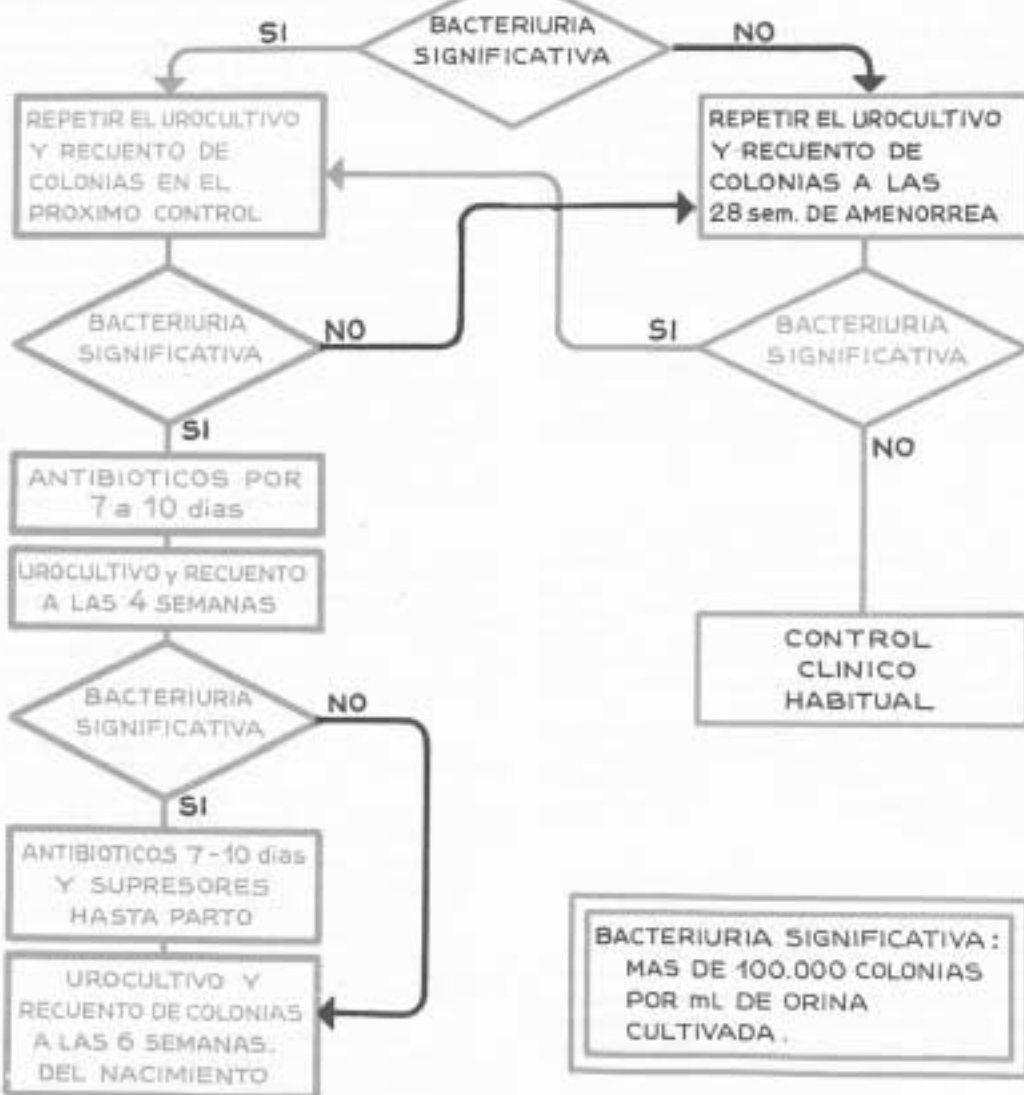 BACTERIURIA
SIGNIFICATIVA
SI
NO
REPETIR EL UROCULTIVO
Y RECUENTO DE
COLONIAS EN EL
PROXIMO CONTROL
REPETIR EL UROCULTIVO
Y RECUENTO DE
COLONIAS A LAS
28 sem. DE AMENORREA
BACTERIURIA
SIGNIFICATIVA
NO
SI
BACTERIURIA
SIGNIFICATIVA
SI
NO
ANTIBIOTICOS POR
7 a 10 dias
UROCULTIVO y RECUENTO
A LAS 4 SEMANAS
CONTROL
CLINICO
HABITUAL
BACTERIURIA
SIGNIFICATIVA
NO
SI
ANTIBIOTICOS 7-10 dias
Y SUPRESORES
HASTA PARTO
UROCULTIVO Y
RECUENTO DE COLONIAS
A LAS 6 SEMANAS.
DEL NACIMIENTO
BACTERIURIA SIGNIFICATIVA:
MAS DE 100.000 COLONIAS
POR mL DE ORINA
CULTIVADA.